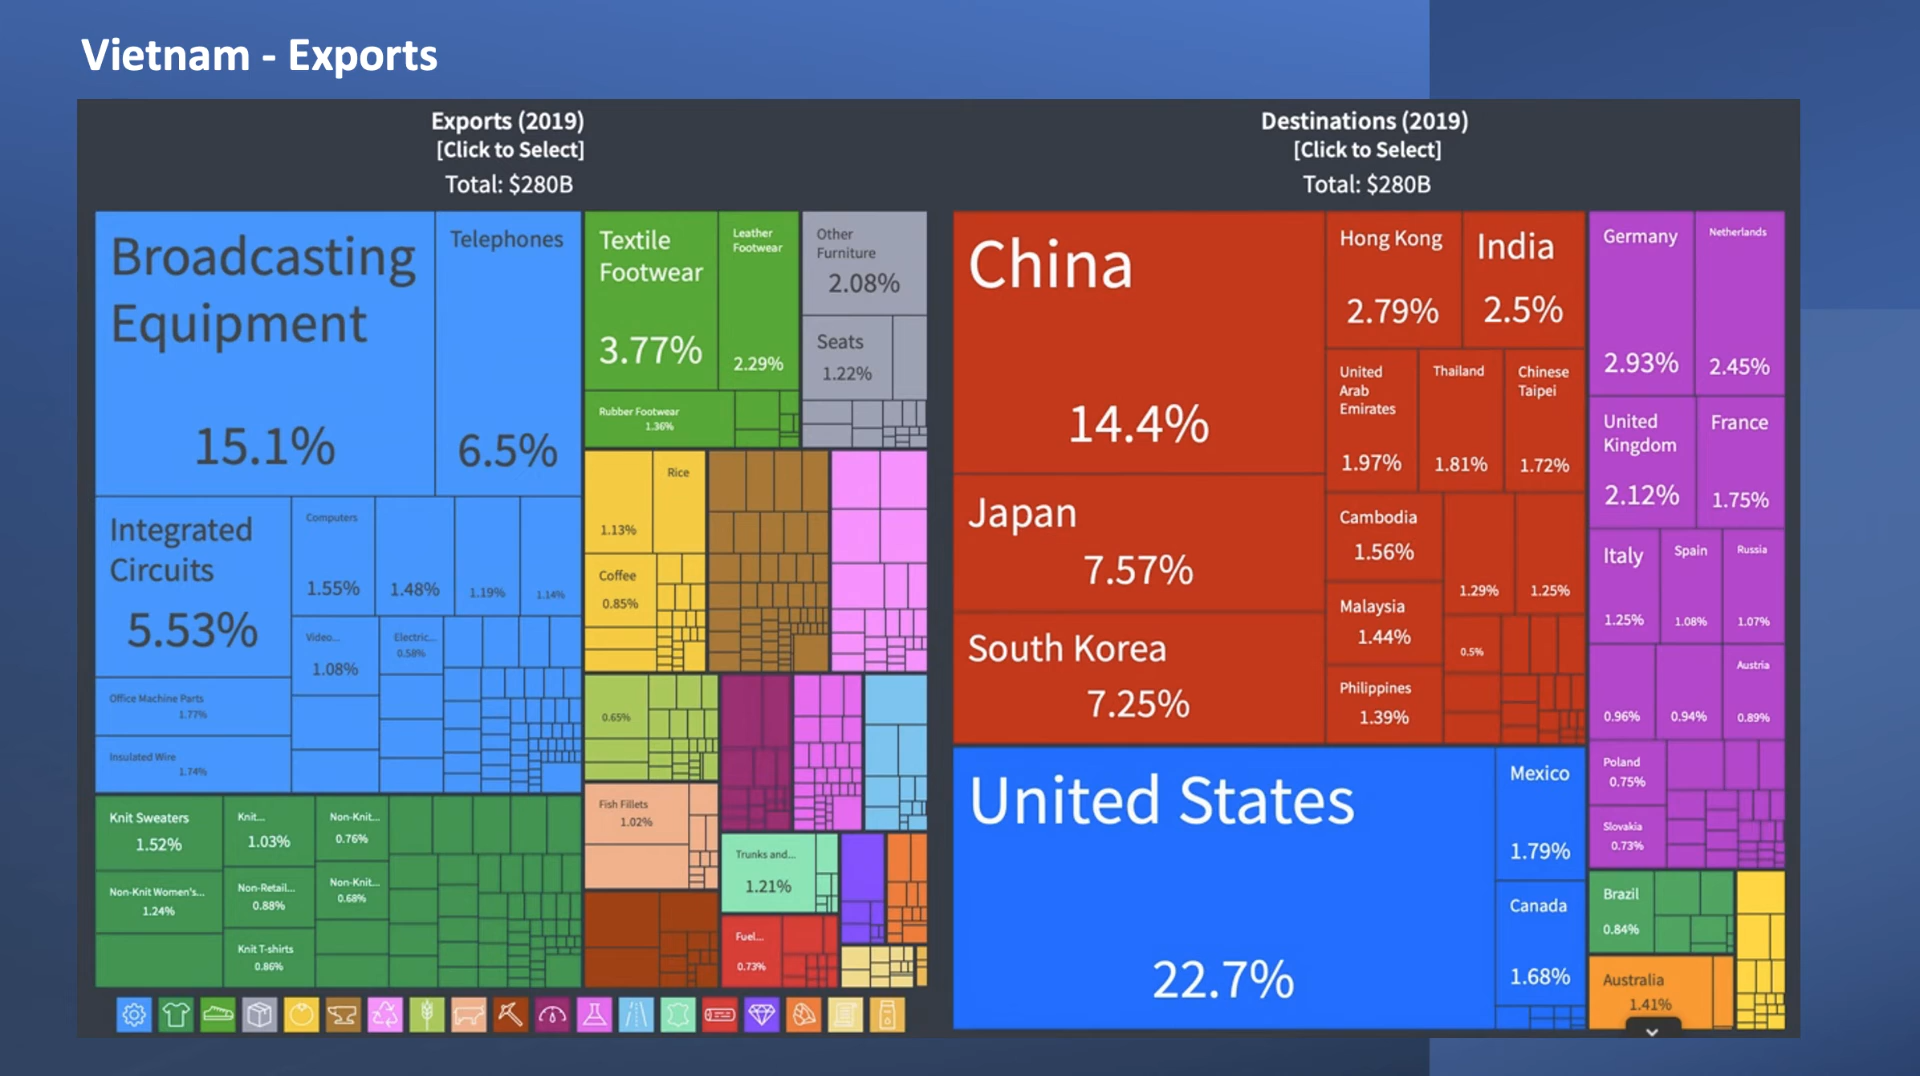 Vietnam - Exports
Exports (2019)
[Click to Select]
Total: $280B
Broadcasting
Equipment
15.1%
Telephones
6.5%
Integrated
Circuits
5.53%
Computers
1.55%
1.48%
1.19%
1.14%
Video...
1.08%
Electric...
0.58%
Office Machine Parts
1.77%
Insulated Wire
1.74%
Textile
Footwear
3.77%
Leather
Footwear
2.29%
Rubber Footwear
1.36%
Other
Furniture
2.08%
Seats
1.22%
1.13%
Rice
Coffee
0.85%
0.65%
Fish Fillets
1.02%
Trunks and...
1.21%
Fuel...
0.73%
Knit Sweaters
1.52%
Knit...
1.03%
Non-Knit...
0.76%
Non-Knit Women's...
1.24%
Non-Retail...
0.88%
Non-Knit...
0.68%
Knit T-shirts
0.86%
Destinations (2019)
[Click to Select]
Total: $280B
China
14.4%
Japan
7.57%
South Korea
7.25%
Hong Kong
2.79%
India
2.5%
United
Arab
Emirates
1.97%
Thailand
1.81%
Chinese
Taipei
1.72%
Cambodia
1.56%
1.29%
1.25%
Malaysia
1.44%
0.5%
Philippines
1.39%
United States
22.7%
Mexico
1.79%
Canada
1.68%
Germany
2.93%
Netherlands
2.45%
United
Kingdom
2.12%
France
1.75%
Italy
1.25%
Spain
1.08%
Russia
1.07%
0.96%
0.94%
Austria
0.89%
Poland
0.75%
Slovakia
0.73%
Brazil
0.84%
Australia
1.41%